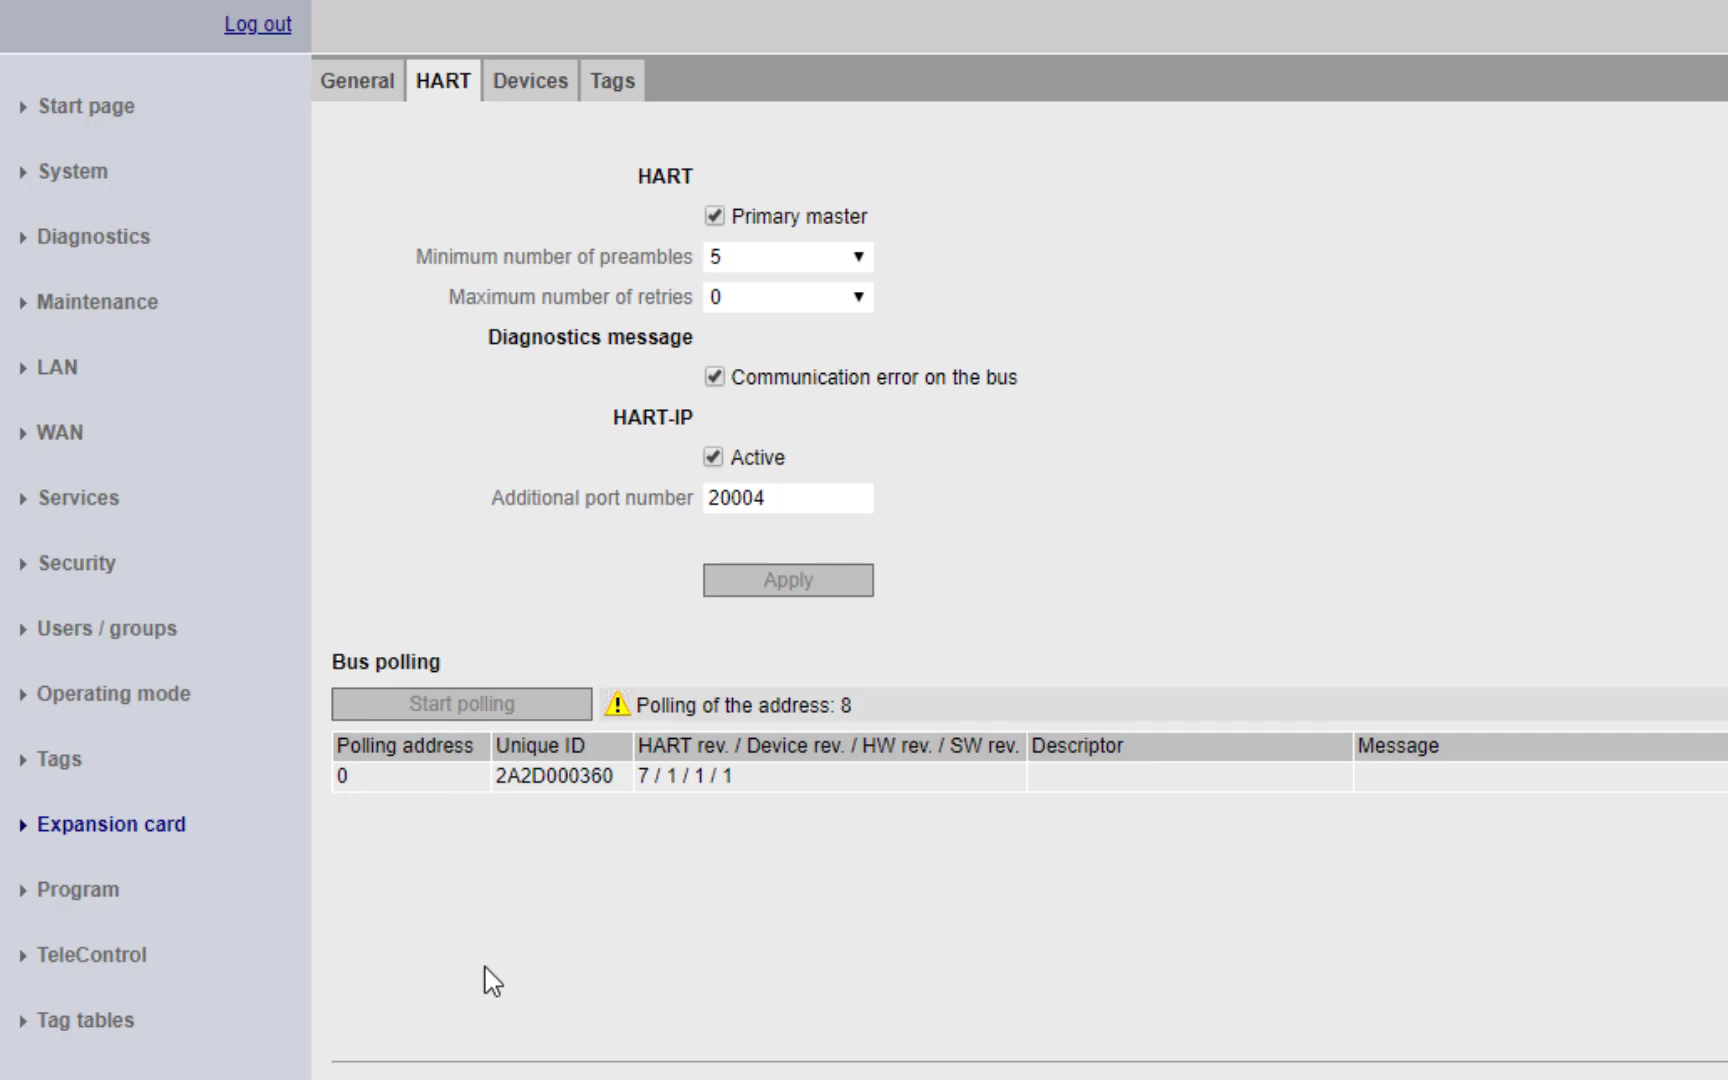 Log out
Start page
System
Diagnostics
Maintenance
LAN
WAN
Services
Security
Users / groups
Operating mode
Tags
Expansion card
Program
TeleControl
Tag tables
General HART Devices Tags
HART
Primary master
Minimum number of preambles 5
Maximum number of retries 0
Diagnostics message
Communication error on the bus
HART-IP
Active
Additional port number 20004
Apply
Bus polling
Start polling Polling of the address: 8
Polling address Unique ID HART rev. / Device rev. / HW rev. / SW rev. Descriptor Message
0 2A2D000360 7 / 1 / 1 / 1